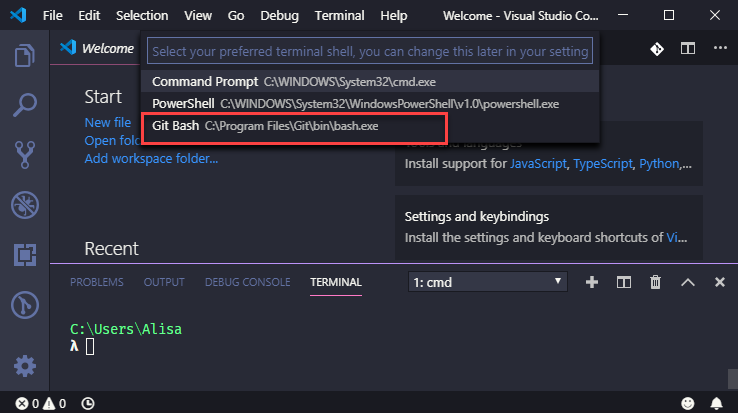 File Edit Selection View Go Debug Terminal Help Welcome - Visual Studio Co...
Welcome
Select your preferred terminal shell, you can change this later in your setting
Command Prompt C:\WINDOWS\System32\cmd.exe
PowerShell C:\WINDOWS\System32\WindowsPowerShell\v1.0\powershell.exe
Git Bash C:\Program Files\Git\bin\bash.exe
Start
New file
Open fol
Add workspace folder...
Recent
Tools and languages
Install support for JavaScript, TypeScript, Python,...
Settings and keybindings
Install the settings and keyboard shortcuts of Vi...
PROBLEMS OUTPUT DEBUG CONSOLE TERMINAL 1: cmd
C:\Users\Alisa
λ
0 0